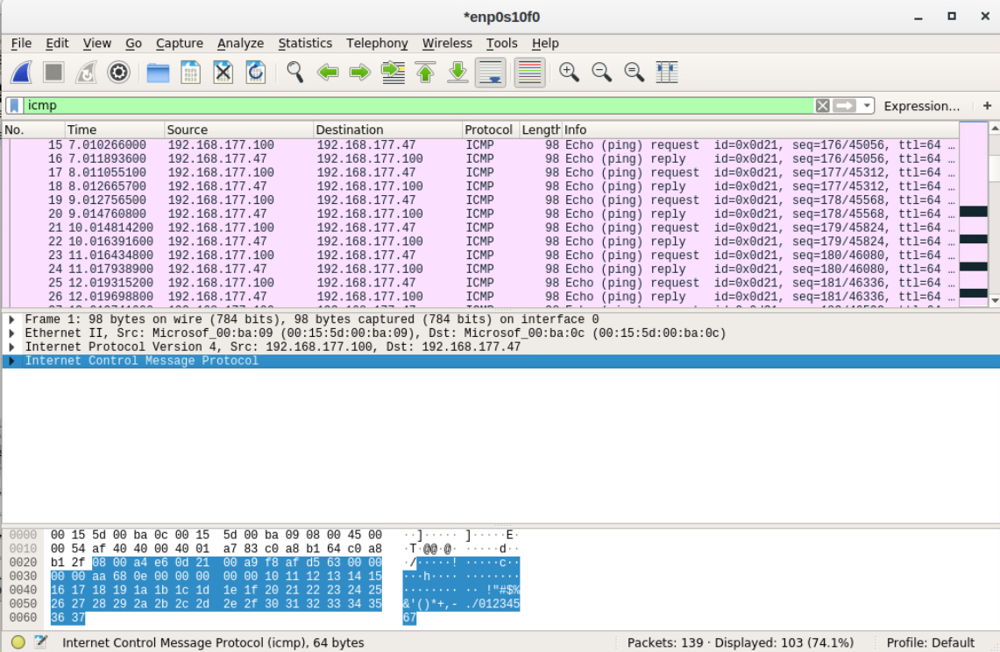 *enp0s10f0
File Edit View Go Capture Analyze Statistics Telephony Wireless Tools Help
icmp Expression... +
No. Time Source Destination Protocol Length Info
15 7.010266000 192.168.177.100 192.168.177.47 ICMP 98 Echo (ping) request id=0x0d21, seq=176/45056, ttl=64 …
16 7.011893600 192.168.177.47 192.168.177.100 ICMP 98 Echo (ping) reply id=0x0d21, seq=176/45056, ttl=64 …
17 8.011055100 192.168.177.100 192.168.177.47 ICMP 98 Echo (ping) request id=0x0d21, seq=177/45312, ttl=64 …
18 8.012665700 192.168.177.47 192.168.177.100 ICMP 98 Echo (ping) reply id=0x0d21, seq=177/45312, ttl=64 …
19 9.012756500 192.168.177.100 192.168.177.47 ICMP 98 Echo (ping) request id=0x0d21, seq=178/45568, ttl=64 …
20 9.014760800 192.168.177.47 192.168.177.100 ICMP 98 Echo (ping) reply id=0x0d21, seq=178/45568, ttl=64 …
21 10.014814200 192.168.177.100 192.168.177.47 ICMP 98 Echo (ping) request id=0x0d21, seq=179/45824, ttl=64 …
22 10.016391600 192.168.177.47 192.168.177.100 ICMP 98 Echo (ping) reply id=0x0d21, seq=179/45824, ttl=64 …
23 11.016434800 192.168.177.100 192.168.177.47 ICMP 98 Echo (ping) request id=0x0d21, seq=180/46080, ttl=64 …
24 11.017938900 192.168.177.47 192.168.177.100 ICMP 98 Echo (ping) reply id=0x0d21, seq=180/46080, ttl=64 …
25 12.019315200 192.168.177.100 192.168.177.47 ICMP 98 Echo (ping) request id=0x0d21, seq=181/46336, ttl=64 …
26 12.019698800 192.168.177.47 192.168.177.100 ICMP 98 Echo (ping) reply id=0x0d21, seq=181/46336, ttl=64 …
Frame 1: 98 bytes on wire (784 bits), 98 bytes captured (784 bits) on interface 0
Ethernet II, Src: Microsof_00:ba:09 (00:15:5d:00:ba:09), Dst: Microsof_00:ba:0c (00:15:5d:00:ba:0c)
Internet Protocol Version 4, Src: 192.168.177.100, Dst: 192.168.177.47
Internet Control Message Protocol
0000 00 15 5d 00 ba 0c 00 15 5d 00 ba 09 08 00 45 00 ··]····· ]·····E·
0010 00 54 af 40 40 00 40 01 a7 83 c0 a8 b1 64 c0 a8 ·T·@@·@· ·····d··
0020 b1 2f 08 00 a4 e6 0d 21 00 a9 f8 af d5 63 00 00 ·/·····! ·····c··
0030 00 00 aa 68 0e 00 00 00 00 00 10 11 12 13 14 15 ···h···· ········
0040 16 17 18 19 1a 1b 1c 1d 1e 1f 20 21 22 23 24 25 ········ ·· !"#$%
0050 26 27 28 29 2a 2b 2c 2d 2e 2f 30 31 32 33 34 35 &'()*+,- ./012345
0060 36 37 67
Internet Control Message Protocol (icmp), 64 bytes Packets: 139 · Displayed: 103 (74.1%) Profile: Default